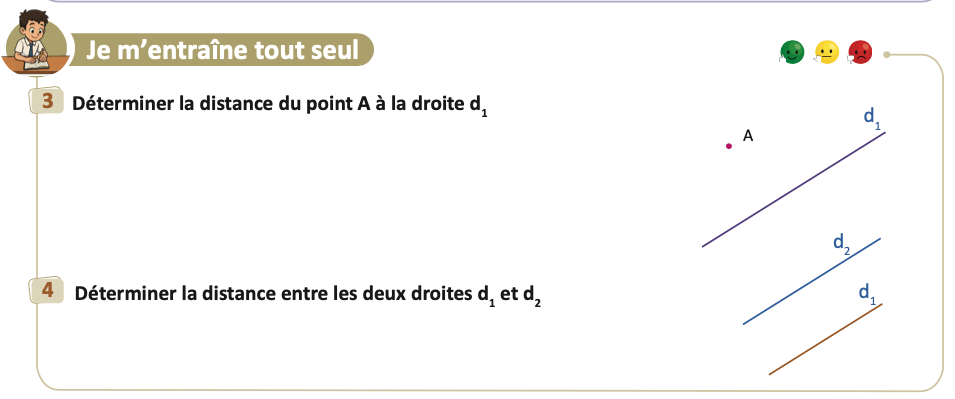 Je m’entraîne tout seul
3 Déterminer la distance du point A à la droite d₁
A
d₁
4 Déterminer la distance entre les deux droites d₁ et d₂
d₂
d₁